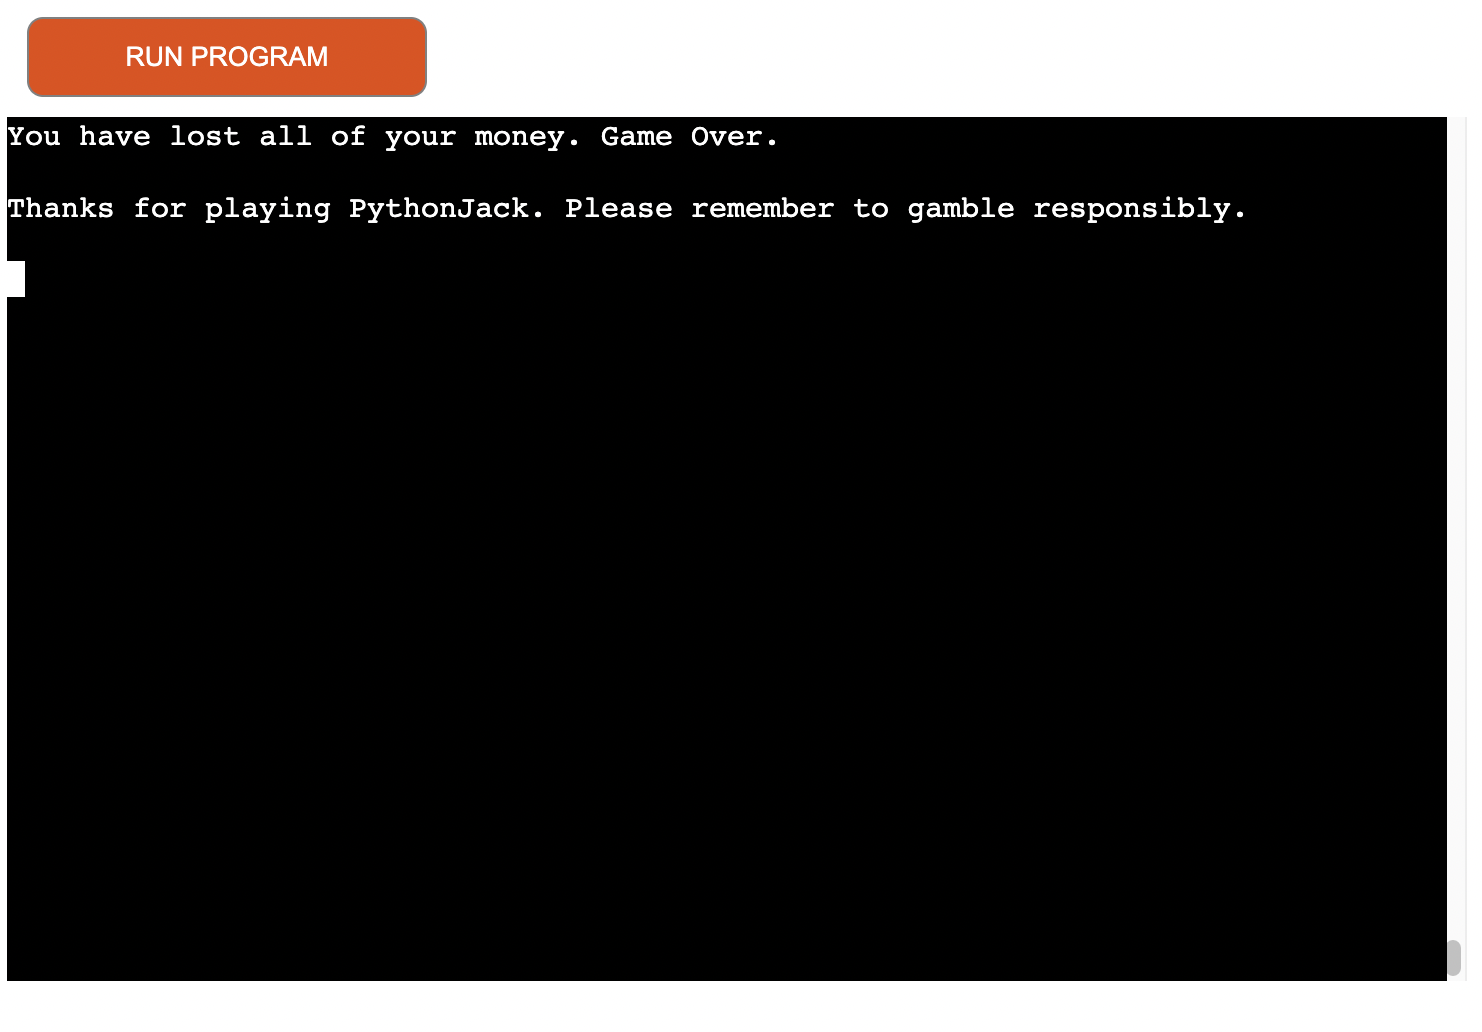 RUN PROGRAM
You have lost all of your money. Game Over.
Thanks for playing PythonJack. Please remember to gamble responsibly.